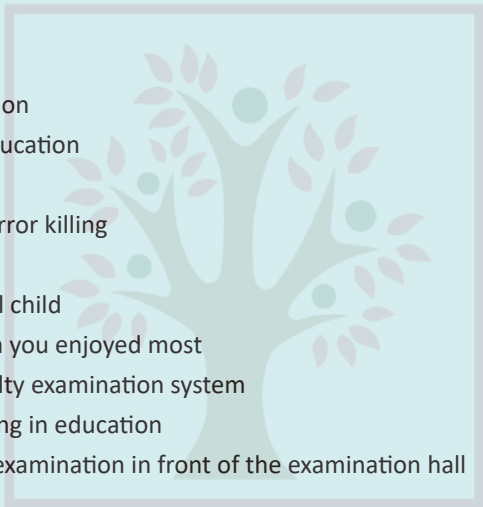 on
ucation
rror killing
l child
you enjoyed most
lty examination system
ng in education
examination in front of the examination hall